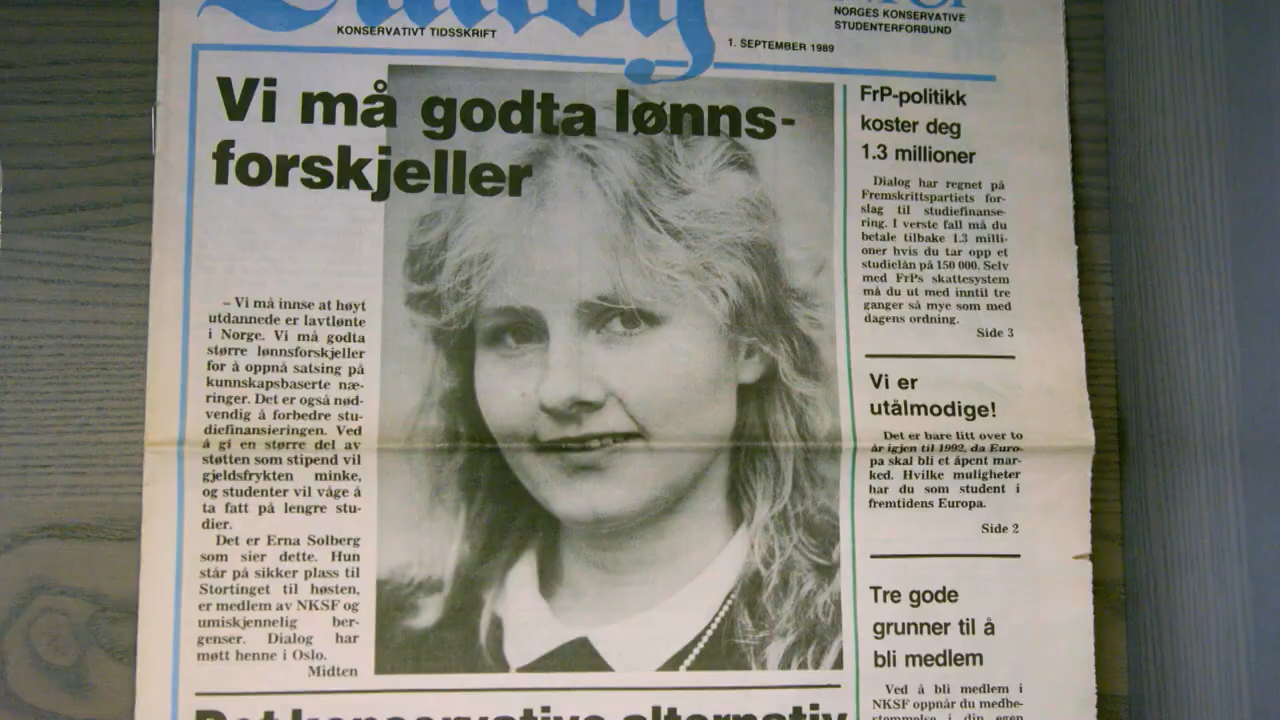 KONSERVATIVT TIDSSKRIFT
1. SEPTEMBER 1989
NORGES KONSERVATIVE
STUDENTERFORBUND
Vi må godta lønns-
forskjeller
– Vi må innse at høyt
utdannede er lavtlønte
i Norge. Vi må godta
større lønnsforskjeller
for å oppnå satsing på
kunnskapsbaserte næ-
ringer. Det er også nød-
vendig å forbedre stu-
diefinansieringen. Ved
å gi en større del av
støtten som stipend vil
gjeldsfrykten minke,
og studenter vil våge å
ta fatt på lengre stu-
dier.
Det er Erna Solberg
som sier dette. Hun
står på sikker plass til
Stortinget til høsten,
er medlem av NKSF og
umiskjennelig ber-
genser. Dialog har
møtt henne i Oslo.
Midten
FrP-politikk
koster deg
1.3 millioner
Dialog har regnet på
Fremskrittspartiets for-
slag til studiefinanse-
ring. I verste fall må du
betale tilbake 1.3 milli-
oner hvis du tar opp et
studielån på 150 000. Selv
med FrPs skattesystem
må du ut med inntil tre
ganger så mye som med
dagens ordning.
Side 3
Vi er
utålmodige!
Det er bare litt over to
år igjen til 1992, da Euro-
pa skal bli et åpent mar-
ked. Hvilke muligheter
har du som student i
fremtidens Europa.
Side 2
Tre gode
grunner til å
bli medlem
Ved å bli medlem i
NKSF oppnår du medbe-
stemmelse i din egen
Det konservative alternativ